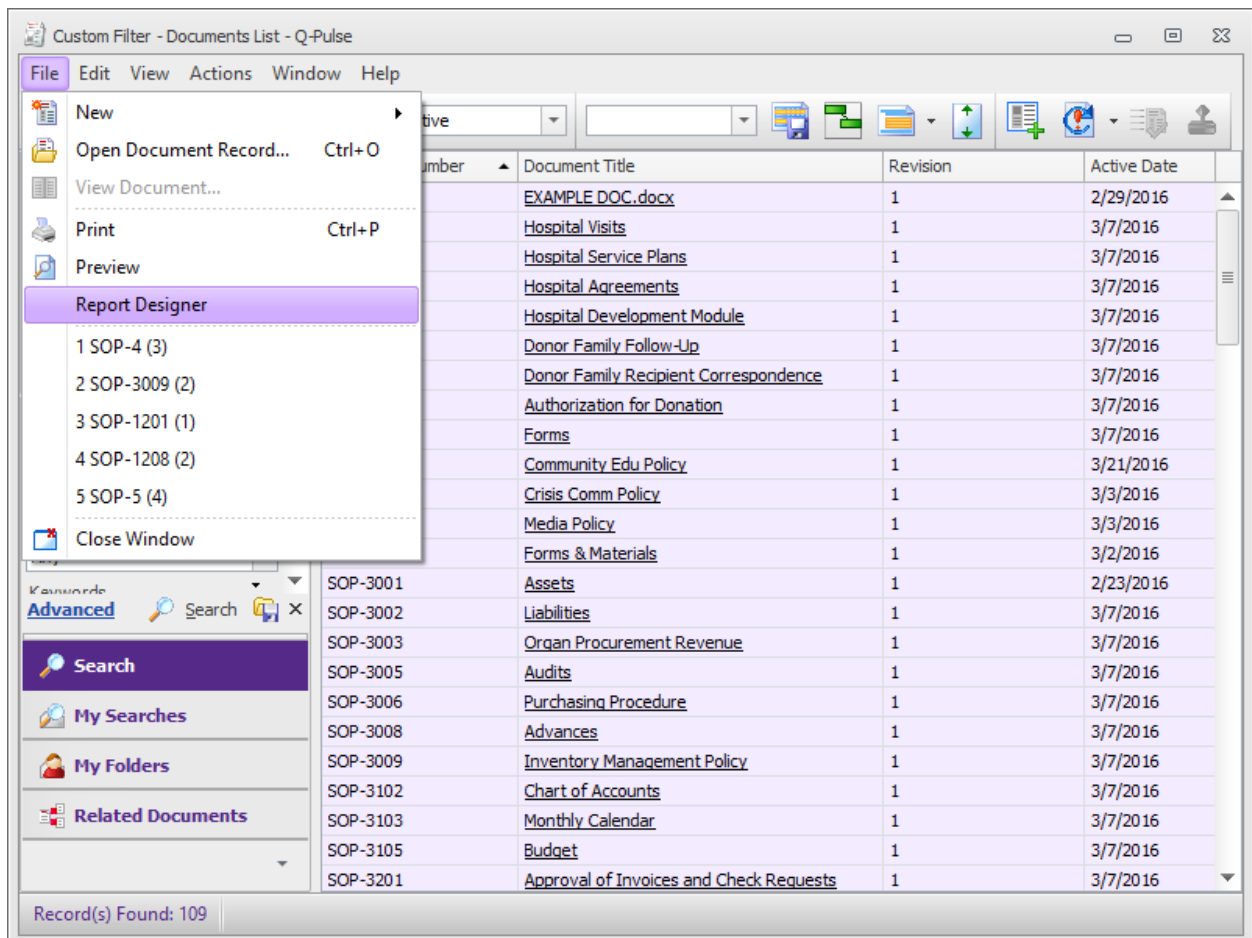 Custom Filter - Documents List - Q-Pulse
File Edit View Actions Window Help
New
tive
Open Document Record... Ctrl+O
View Document...
Print Ctrl+P
Preview
Report Designer
1 SOP-4 (3)
2 SOP-3009 (2)
3 SOP-1201 (1)
4 SOP-1208 (2)
5 SOP-5 (4)
Close Window
Keywords
Advanced Search
Search
My Searches
My Folders
Related Documents
umber Document Title Revision Active Date
EXAMPLE DOC.docx 1 2/29/2016
Hospital Visits 1 3/7/2016
Hospital Service Plans 1 3/7/2016
Hospital Agreements 1 3/7/2016
Hospital Development Module 1 3/7/2016
Donor Family Follow-Up 1 3/7/2016
Donor Family Recipient Correspondence 1 3/7/2016
Authorization for Donation 1 3/7/2016
Forms 1 3/7/2016
Community Edu Policy 1 3/21/2016
Crisis Comm Policy 1 3/3/2016
Media Policy 1 3/3/2016
Forms & Materials 1 3/2/2016
SOP-3001 Assets 1 2/23/2016
SOP-3002 Liabilities 1 3/7/2016
SOP-3003 Organ Procurement Revenue 1 3/7/2016
SOP-3005 Audits 1 3/7/2016
SOP-3006 Purchasing Procedure 1 3/7/2016
SOP-3008 Advances 1 3/7/2016
SOP-3009 Inventory Management Policy 1 3/7/2016
SOP-3102 Chart of Accounts 1 3/7/2016
SOP-3103 Monthly Calendar 1 3/7/2016
SOP-3105 Budget 1 3/7/2016
SOP-3201 Approval of Invoices and Check Requests 1 3/7/2016
Record(s) Found: 109